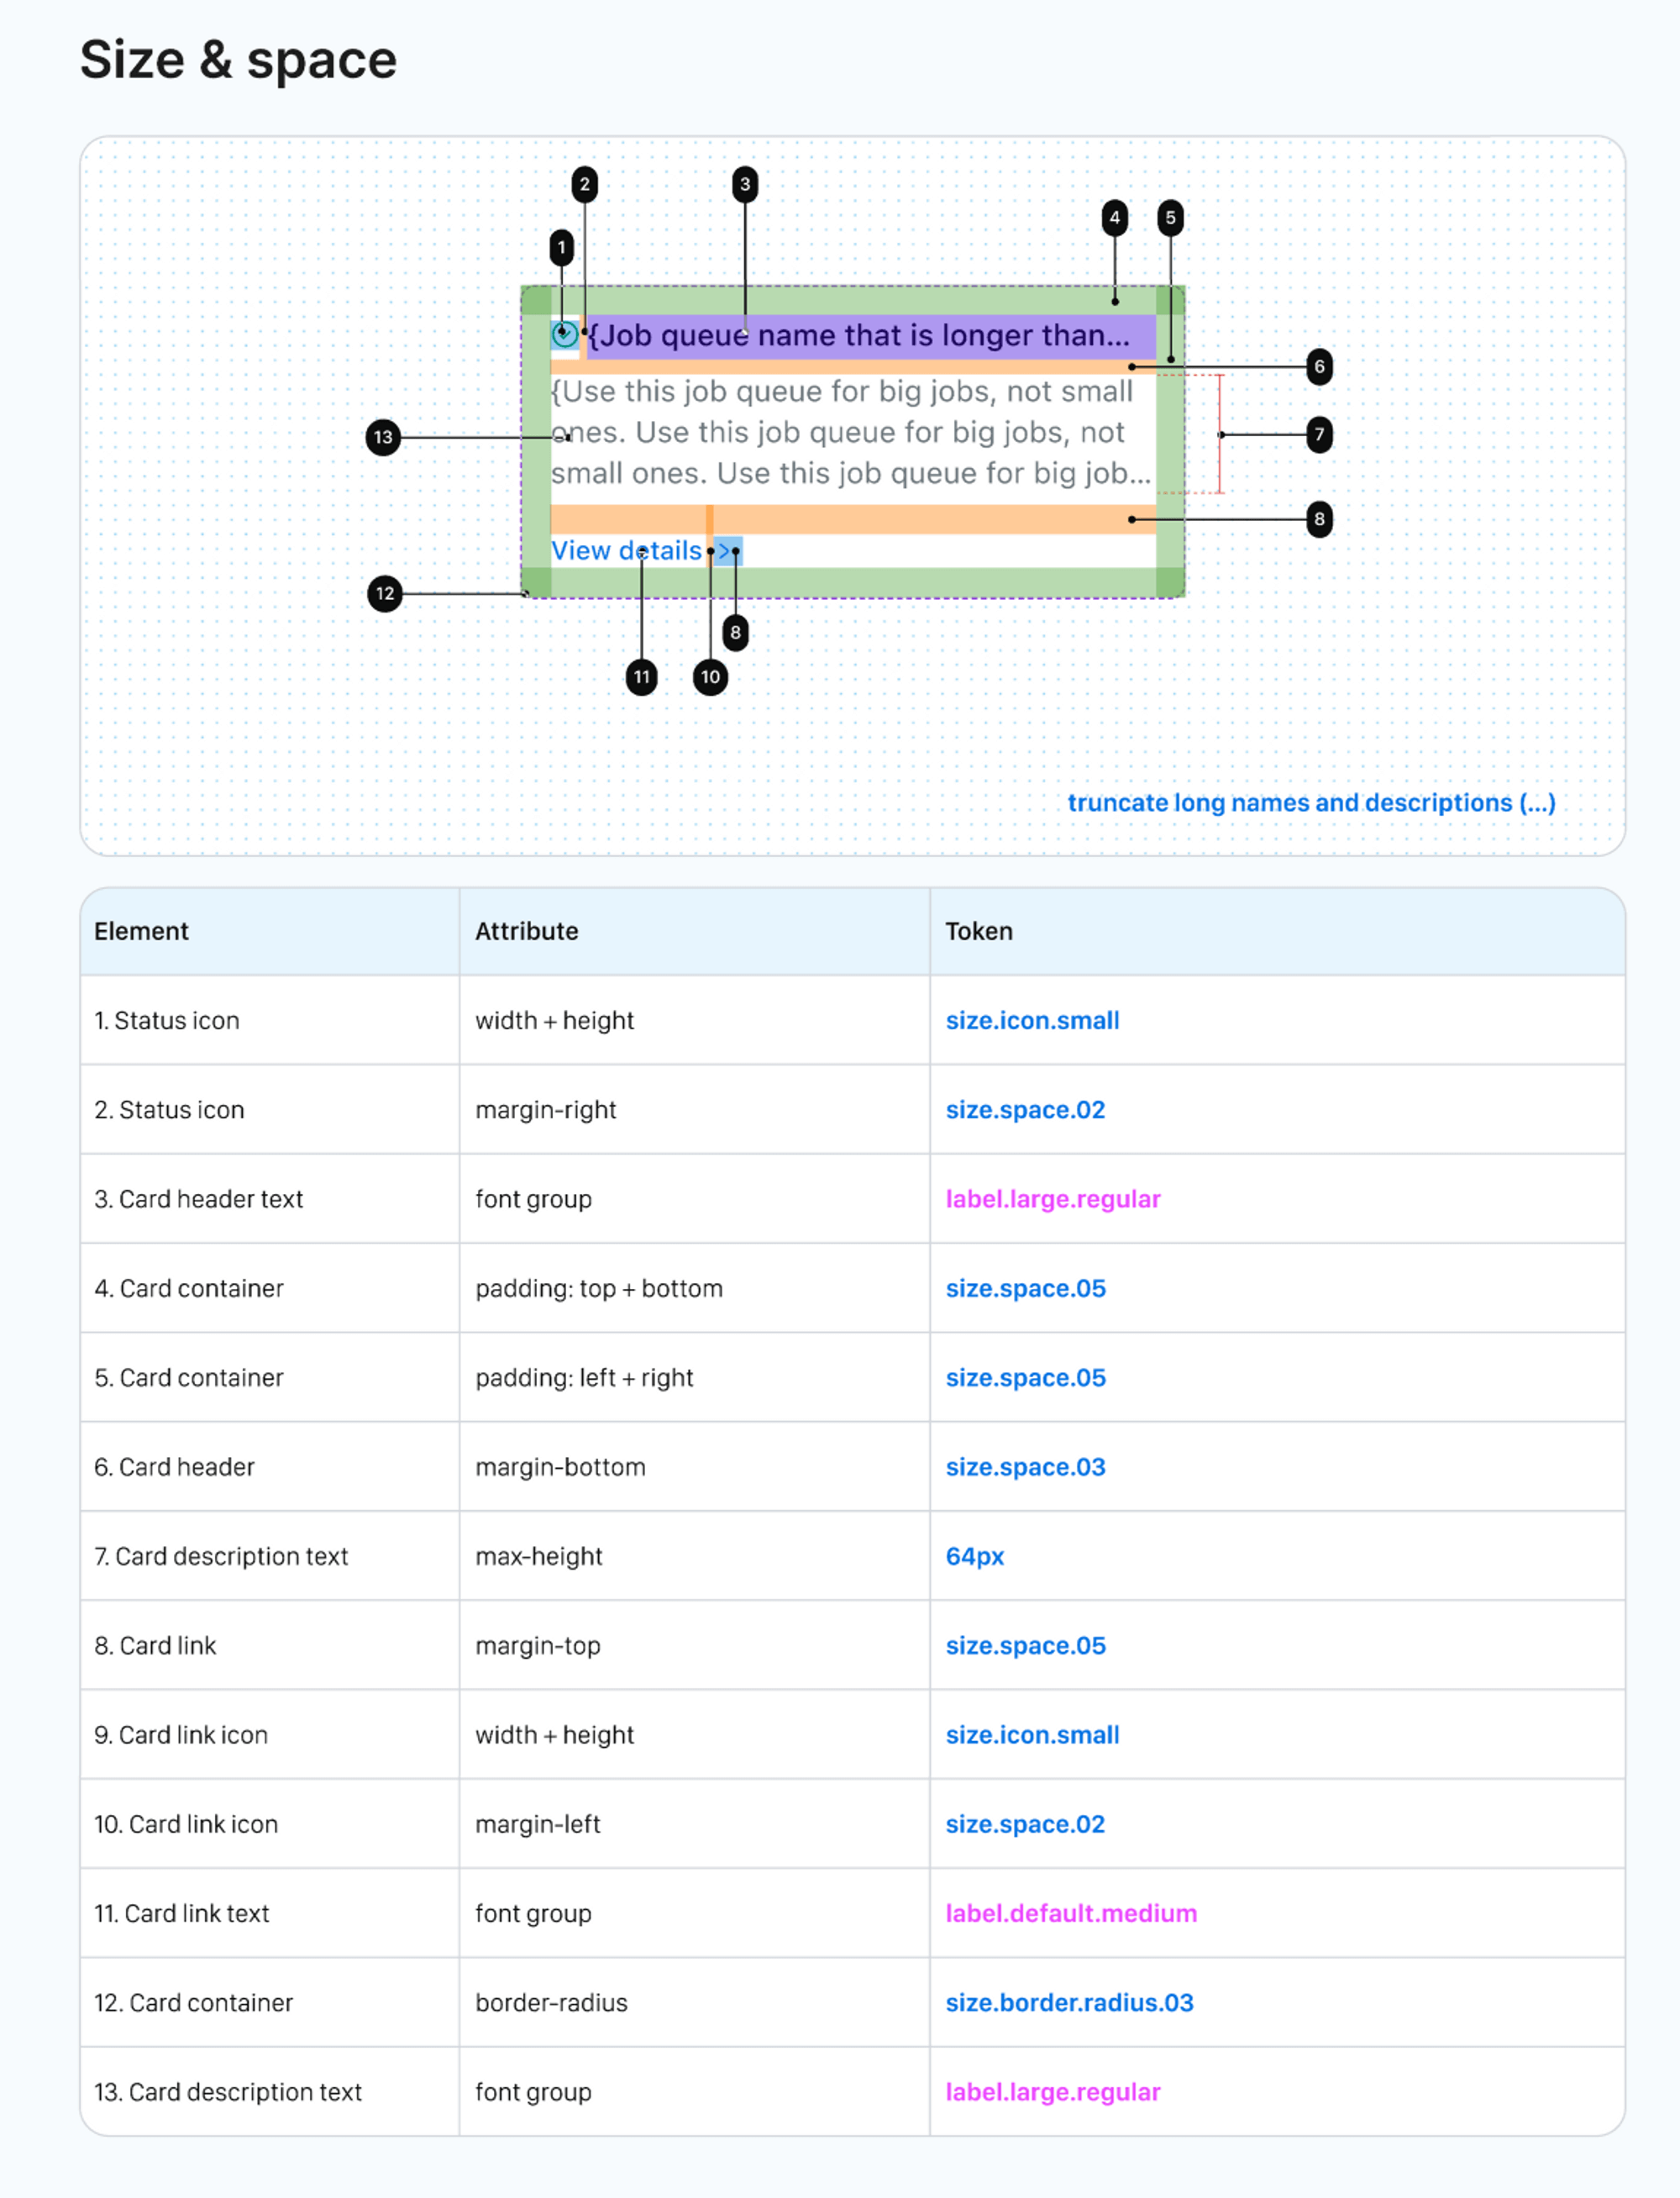 Size & space
2
3
4
5
1
{Job queue name that is longer than...
6
{Use this job queue for big jobs, not small
ones. Use this job queue for big jobs, not
small ones. Use this job queue for big job...
13
7
8
View details
12
8
11
10
truncate long names and descriptions (...)
Element Attribute Token
1. Status icon width + height size.icon.small
2. Status icon margin-right size.space.02
3. Card header text font group label.large.regular
4. Card container padding: top + bottom size.space.05
5. Card container padding: left + right size.space.05
6. Card header margin-bottom size.space.03
7. Card description text max-height 64px
8. Card link margin-top size.space.05
9. Card link icon width + height size.icon.small
10. Card link icon margin-left size.space.02
11. Card link text font group label.default.medium
12. Card container border-radius size.border.radius.03
13. Card description text font group label.large.regular